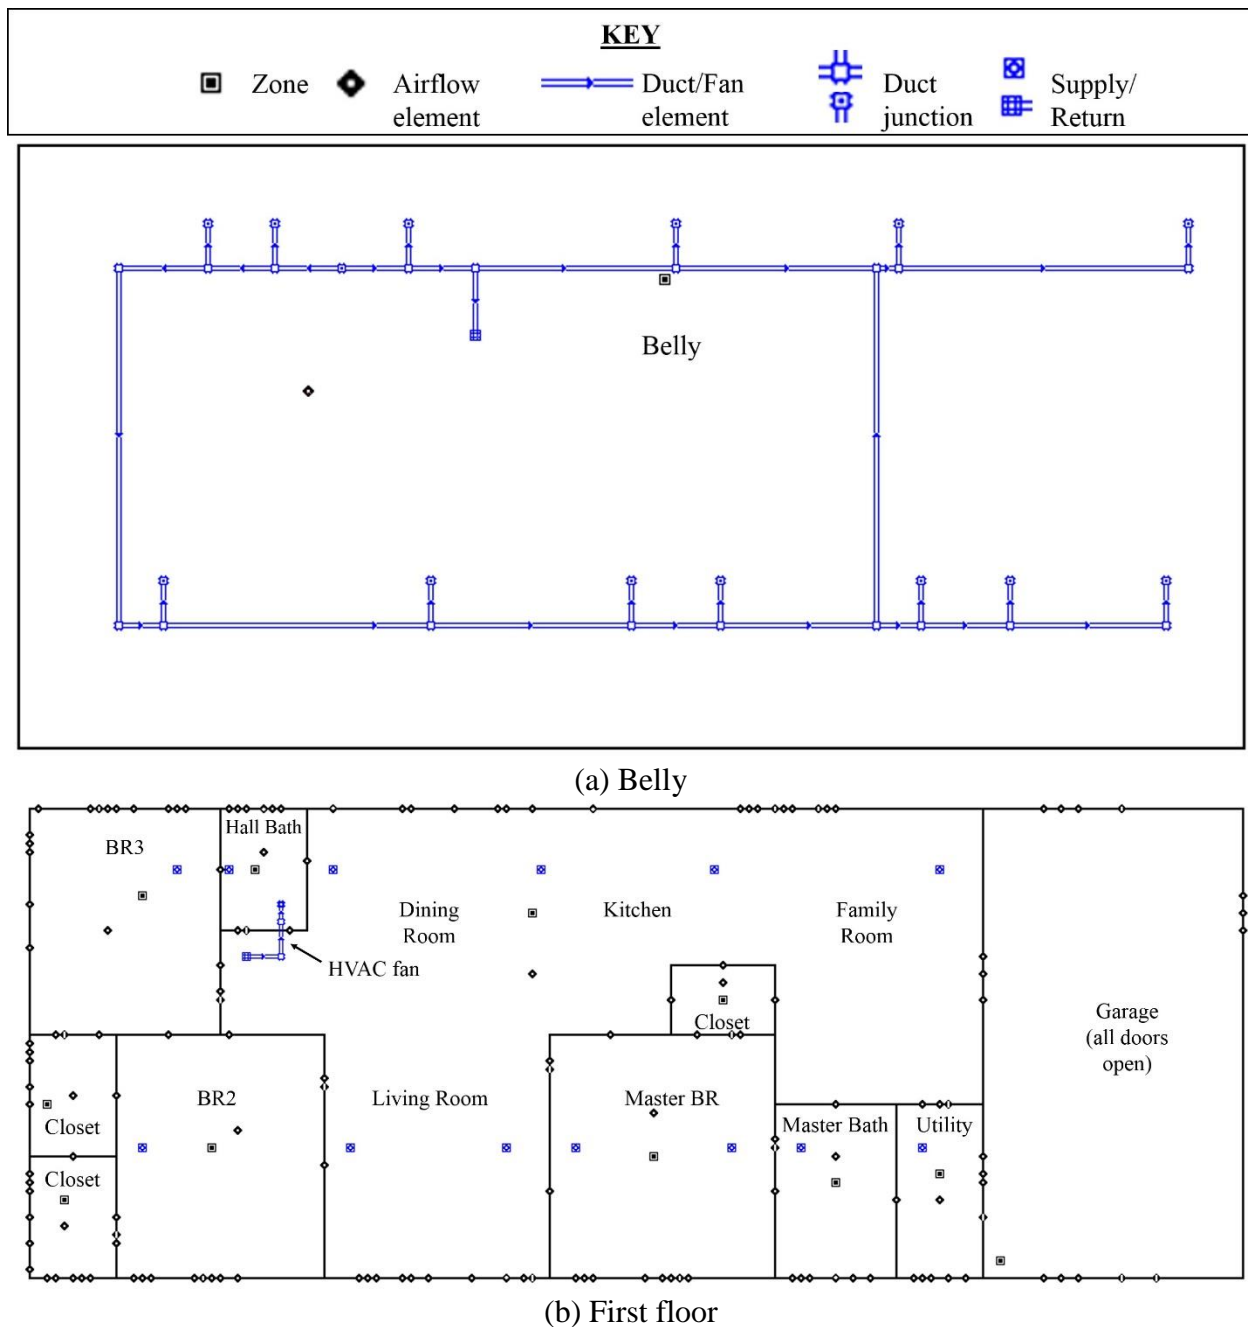 KEY
Zone
Airflow
element
Duct/Fan
element
Duct
junction
Supply/
Return
Belly
(a) Belly
BR3
Hall Bath
Dining
Room
Kitchen
Family
Room
HVAC fan
Closet
Garage
(all doors
open)
Closet
BR2
Living Room
Master BR
Master Bath
Utility
Closet
(b) First floor